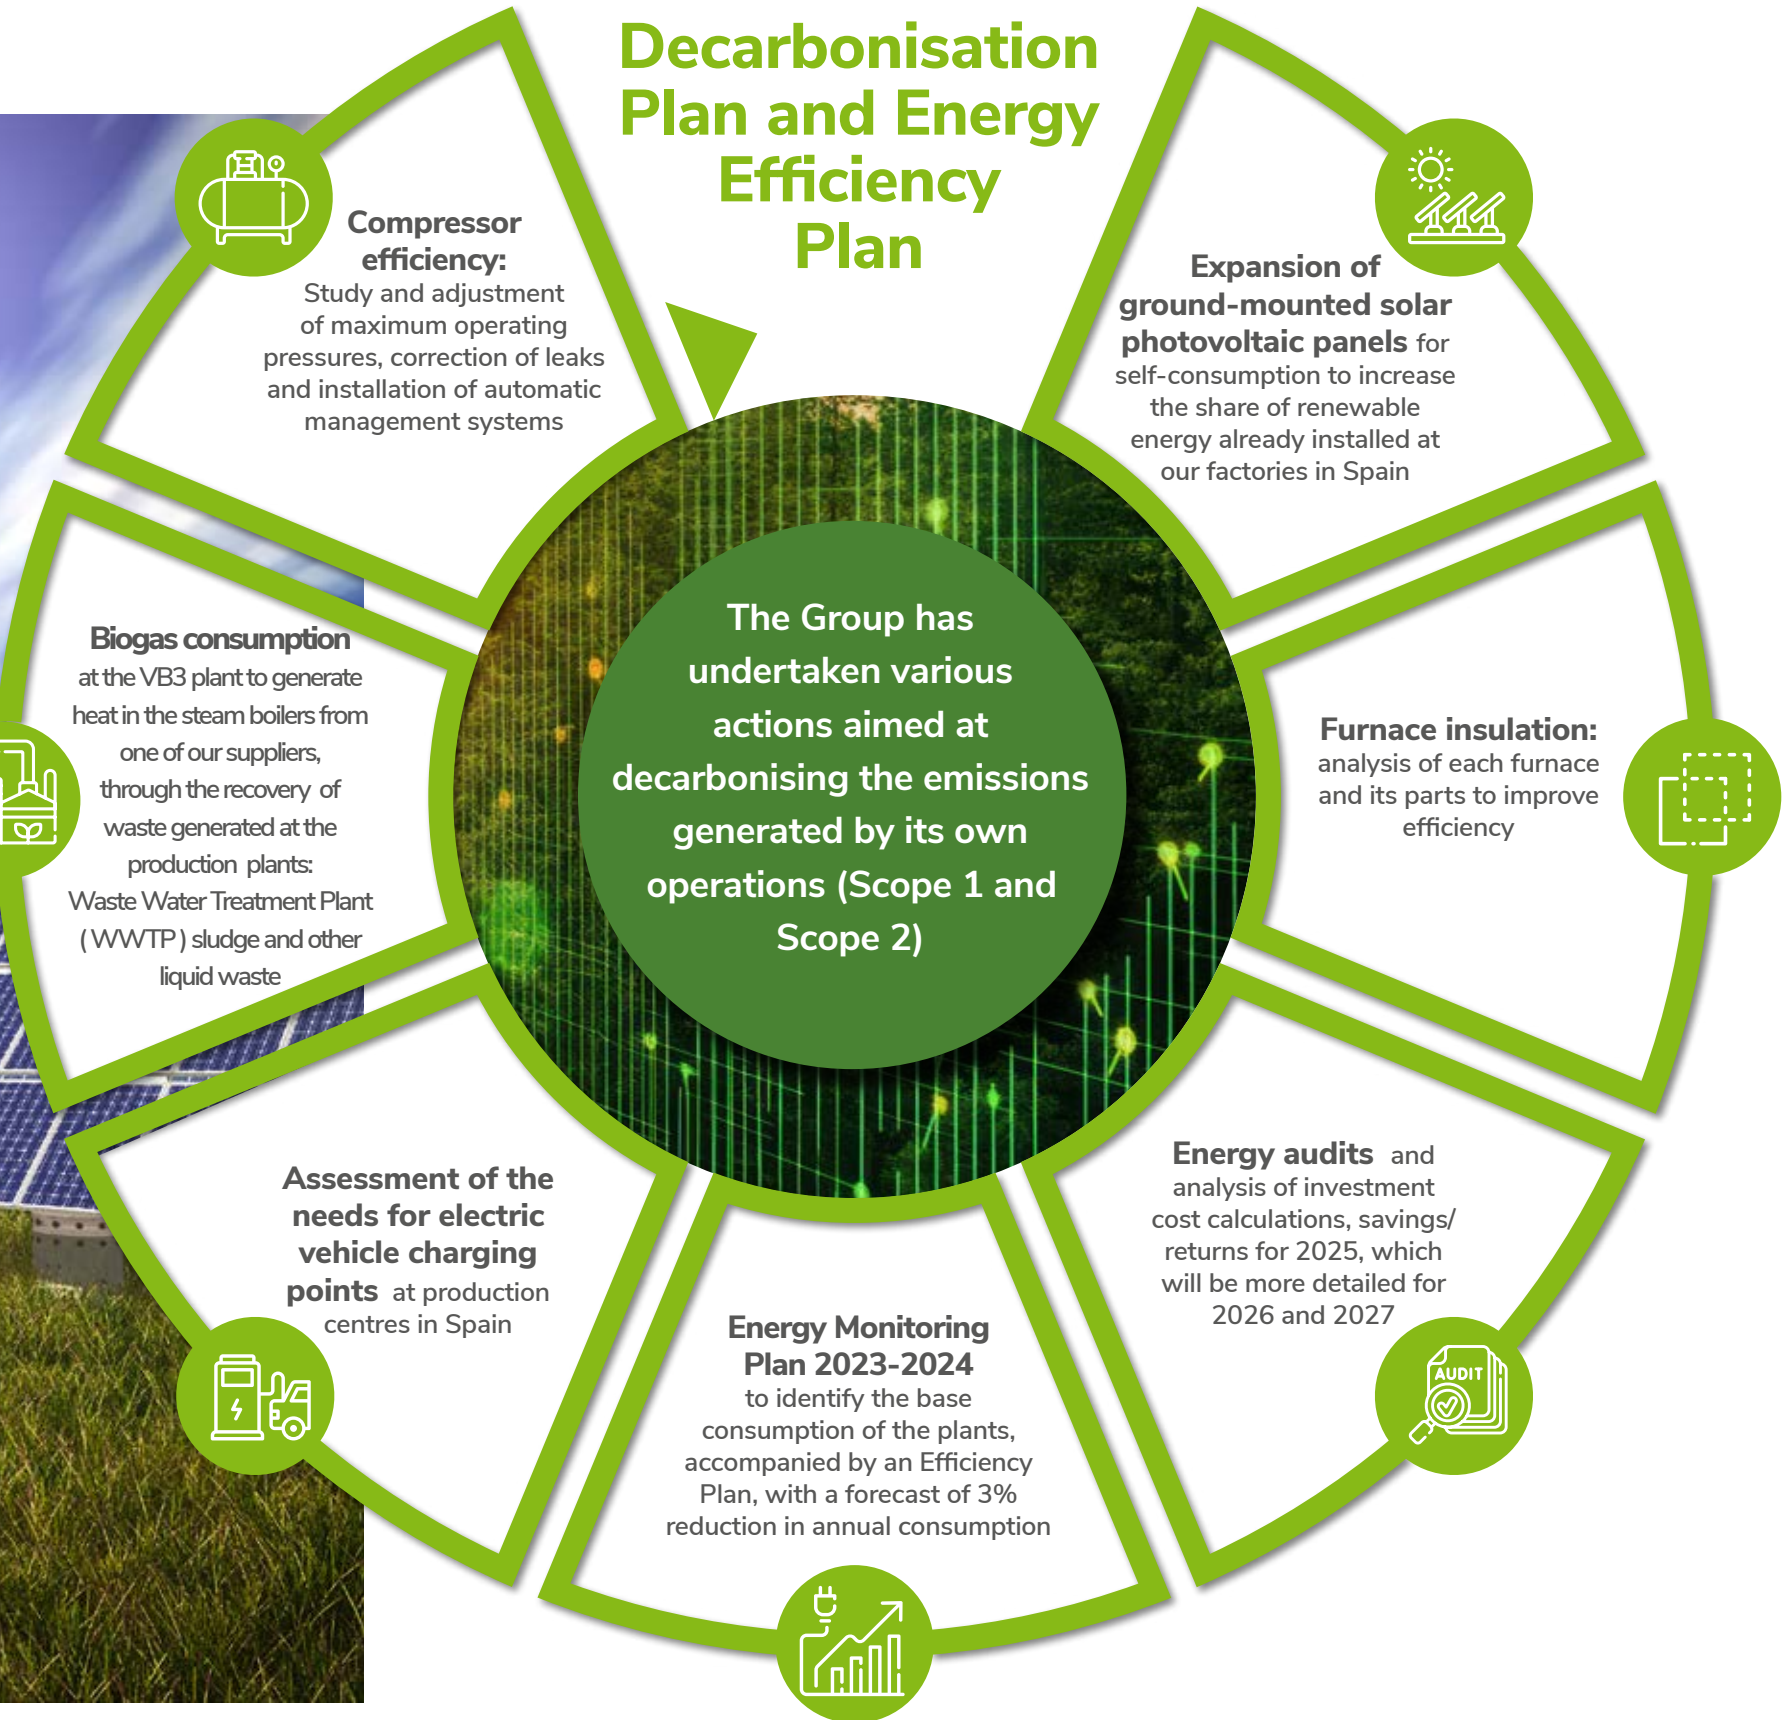 Decarbonisation
Plan and Energy
Efficiency
Plan
Compressor
efficiency:
Study and adjustment
of maximum operating
pressures, correction of leaks
and installation of automatic
management systems
Expansion of
ground-mounted solar
photovoltaic panels for
self-consumption to increase
the share of renewable
energy already installed at
our factories in Spain
Biogas consumption
at the VB3 plant to generate
heat in the steam boilers from
one of our suppliers,
through the recovery of
waste generated at the
production plants:
Waste Water Treatment Plant
( WWTP ) sludge and other
liquid waste
The Group has
undertaken various
actions aimed at
decarbonising the emissions
generated by its own
operations (Scope 1 and
Scope 2)
Furnace insulation:
analysis of each furnace
and its parts to improve
efficiency
Assessment of the
needs for electric
vehicle charging
points at production
centres in Spain
Energy Monitoring
Plan 2023-2024
to identify the base
consumption of the plants,
accompanied by an Efficiency
Plan, with a forecast of 3%
reduction in annual consumption
Energy audits and
analysis of investment
cost calculations, savings/
returns for 2025, which
will be more detailed for
2026 and 2027
AUDIT